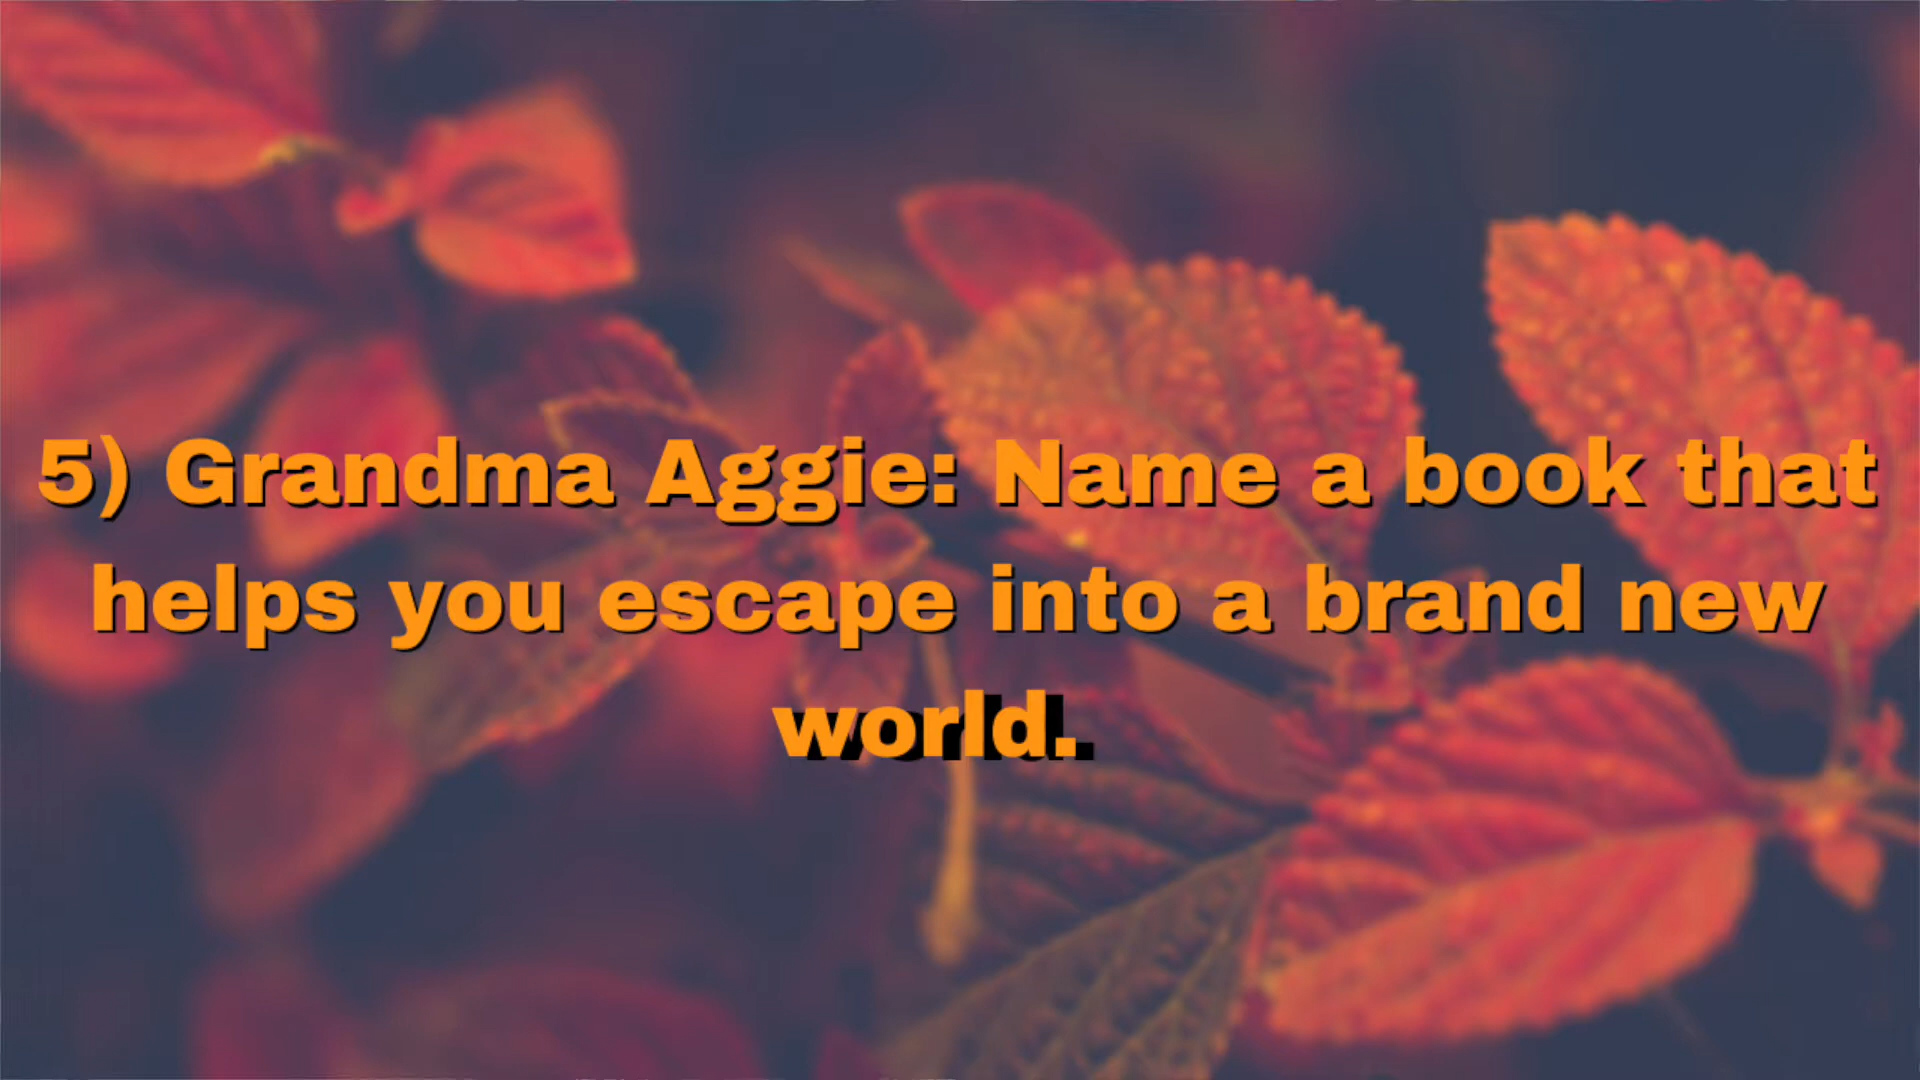 5) Grandma Aggie: Name a book that
helps you escape into a brand new
world.